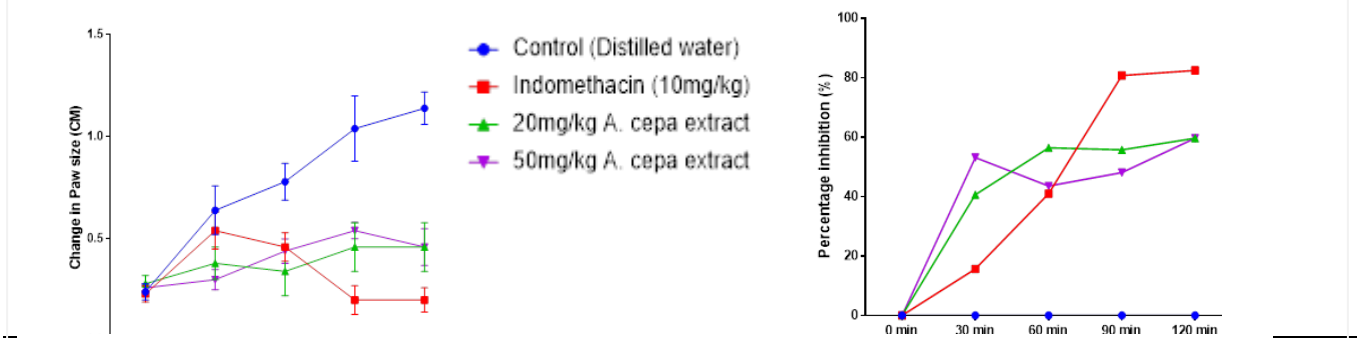 1.5
1.0
0.5
Change in Paw size (CM)
Control (Distilled water)
Indomethacin (10mg/kg)
20mg/kg A. cepa extract
50mg/kg A. cepa extract
100
80
60
40
20
0
Percentage inhibition (%)
0 min 30 min 60 min 90 min 120 min